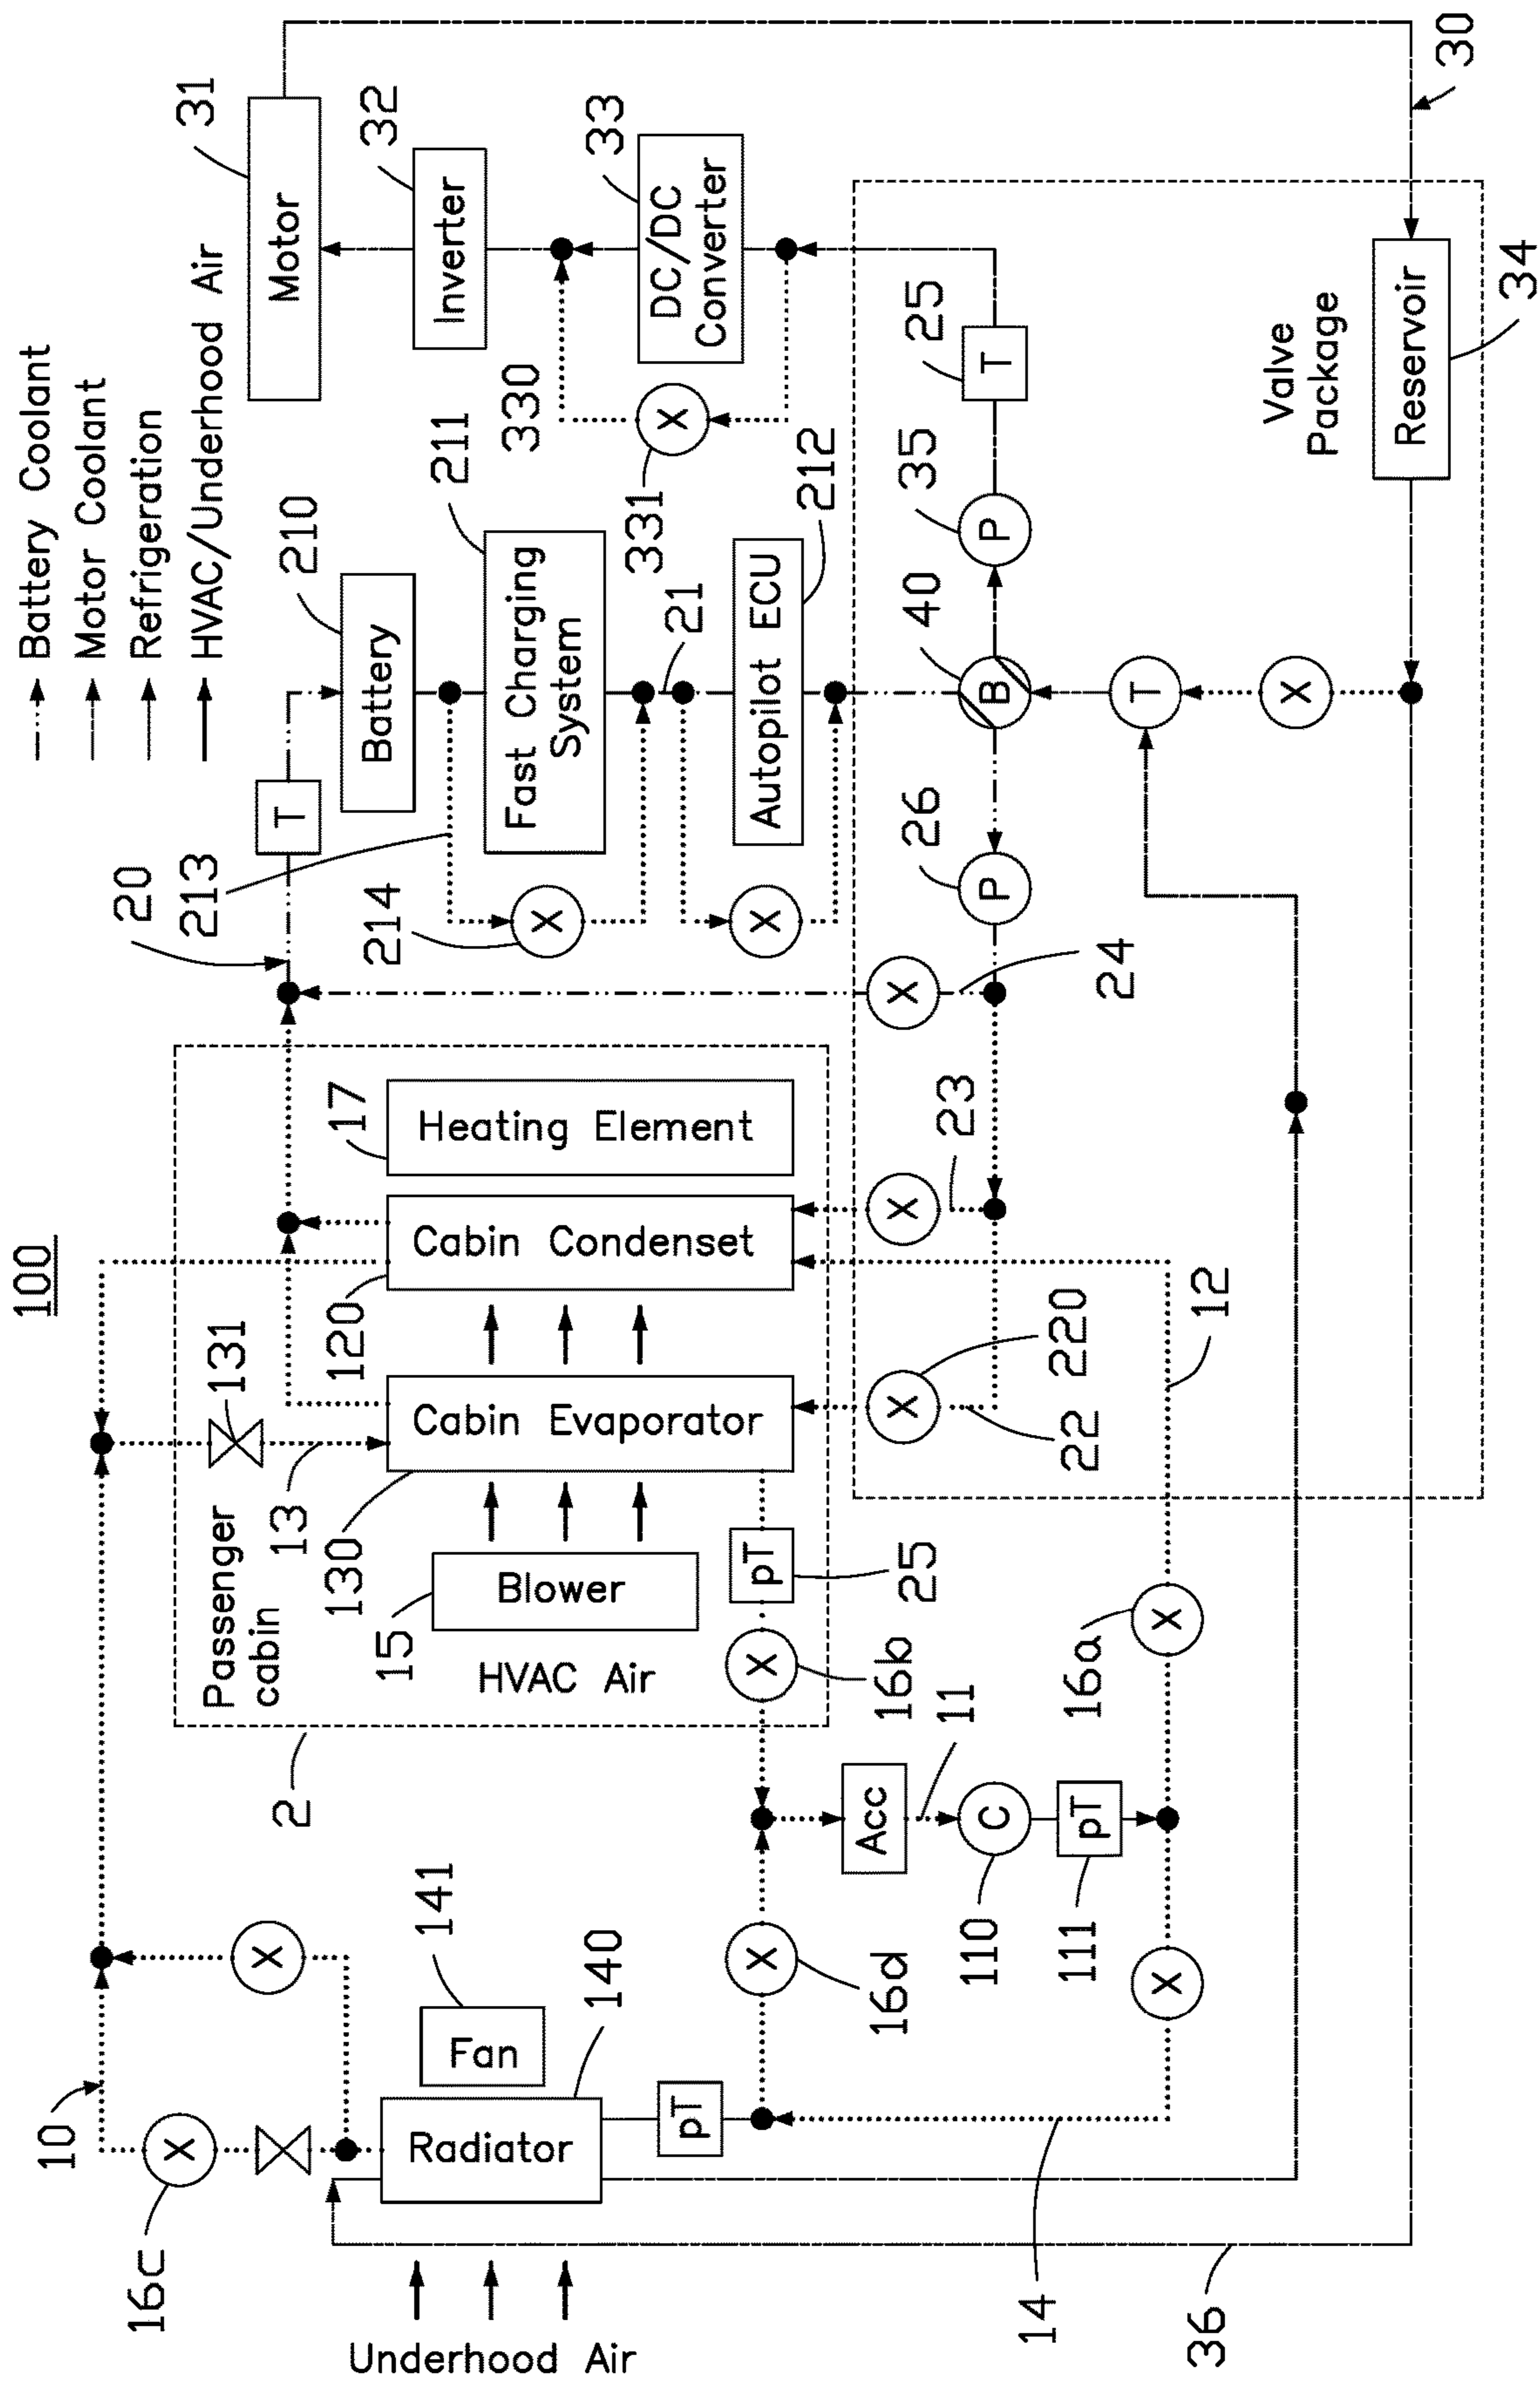 100
Battery Coolant
Motor Coolant
Refrigeration
HVAC/Underhood Air
10
16c
X
X
Underhood Air
Radiator
140
Fan
141
pT
14
36
X
16d
X
Acc
11
C
110
pT
111
16a
X
12
2
Passenger
cabin
HVAC Air
Blower
15
16b
X
pT
25
13
131
130
Cabin Evaporator
120
Cabin Condenset
17
Heating Element
22
220
X
23
X
24
X
20
T
213
214
X
210
Battery
211
Fast Charging
System
21
X
Autopilot ECU
212
26
P
40
B
35
P
25
T
T
X
31
Motor
32
Inverter
33
DC/DC
Converter
330
331
X
Valve
Package
Reservoir
34
30